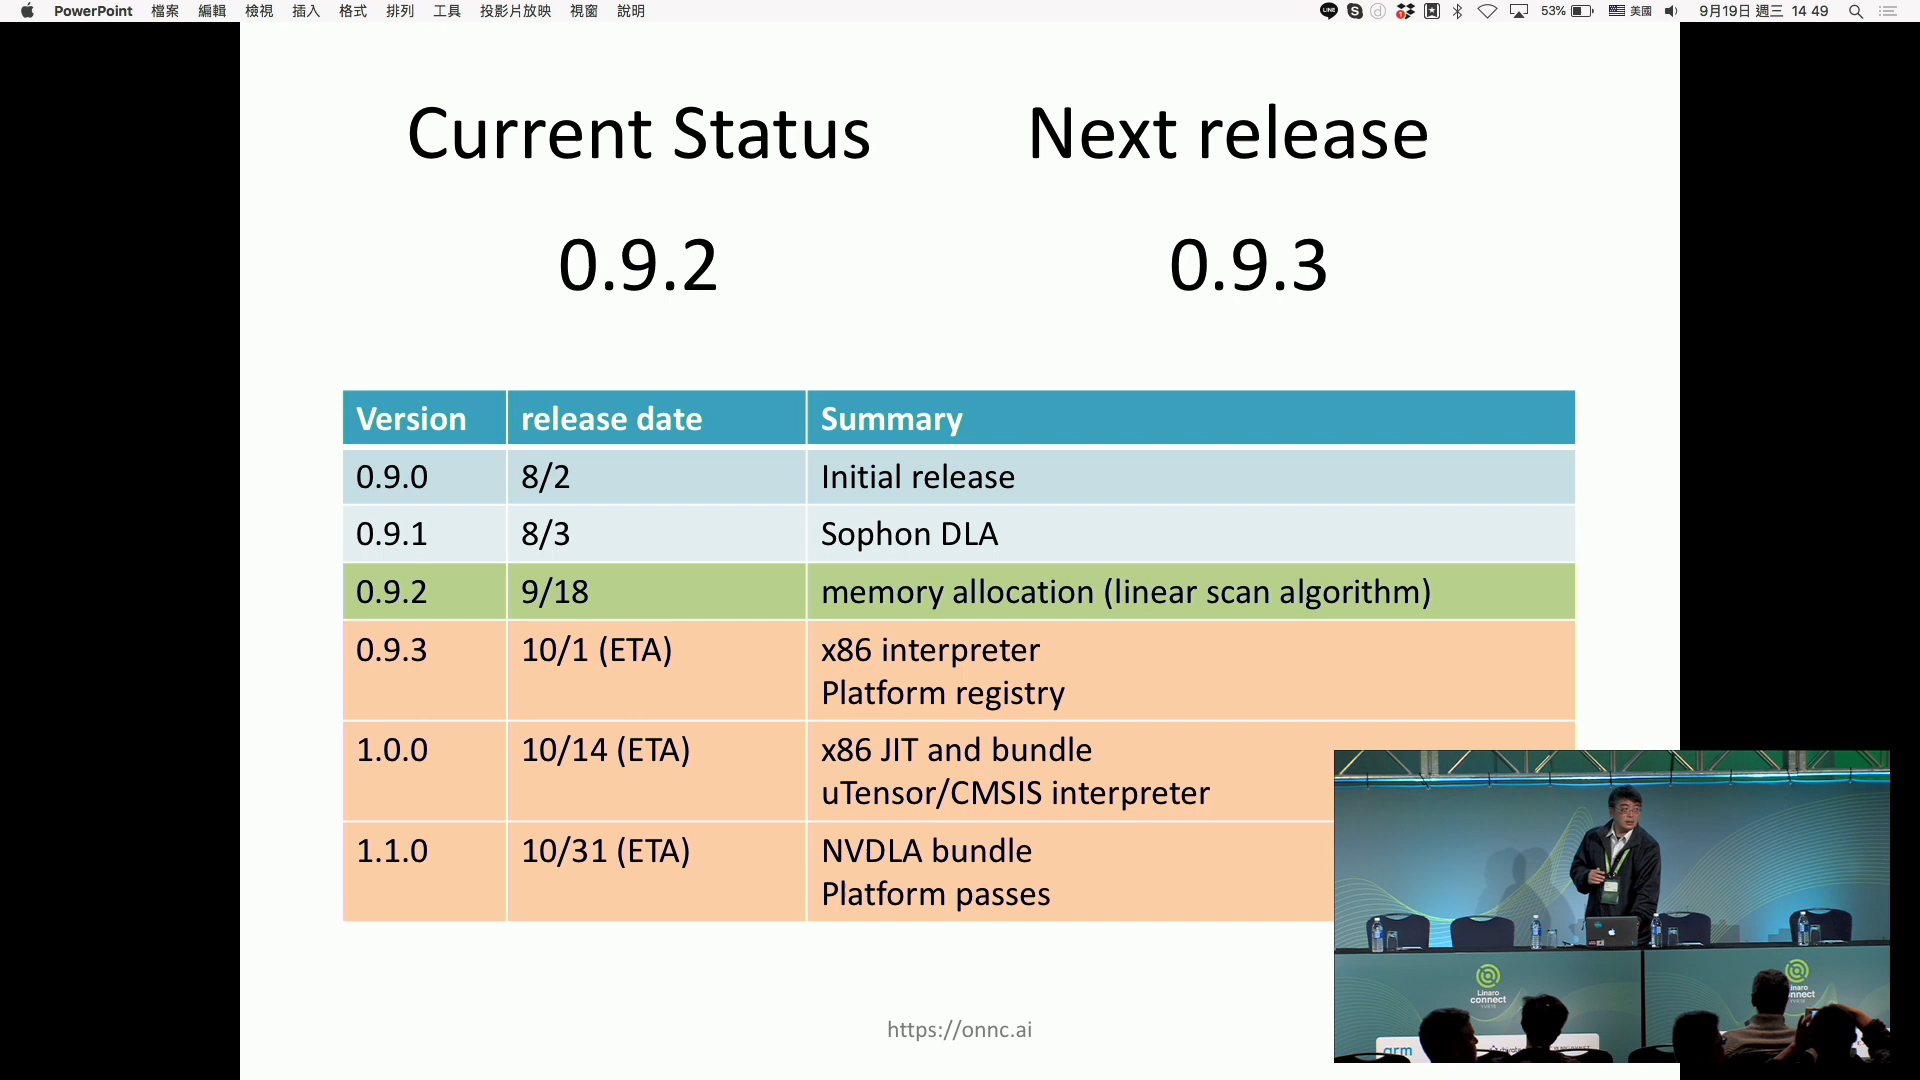 PowerPoint 檔案 編輯 檢視 插入 格式 排列 工具 投影片放映 視窗 說明 53% 美國 9月19日 週三 14 49
Current Status
Next release
0.9.2
0.9.3
Version release date Summary
0.9.0 8/2 Initial release
0.9.1 8/3 Sophon DLA
0.9.2 9/18 memory allocation (linear scan algorithm)
0.9.3 10/1 (ETA) x86 interpreter
Platform registry
1.0.0 10/14 (ETA) x86 JIT and bundle
uTensor/CMSIS interpreter
1.1.0 10/31 (ETA) NVDLA bundle
Platform passes
https://onnc.ai
Linaro
connect
Linaro
arm